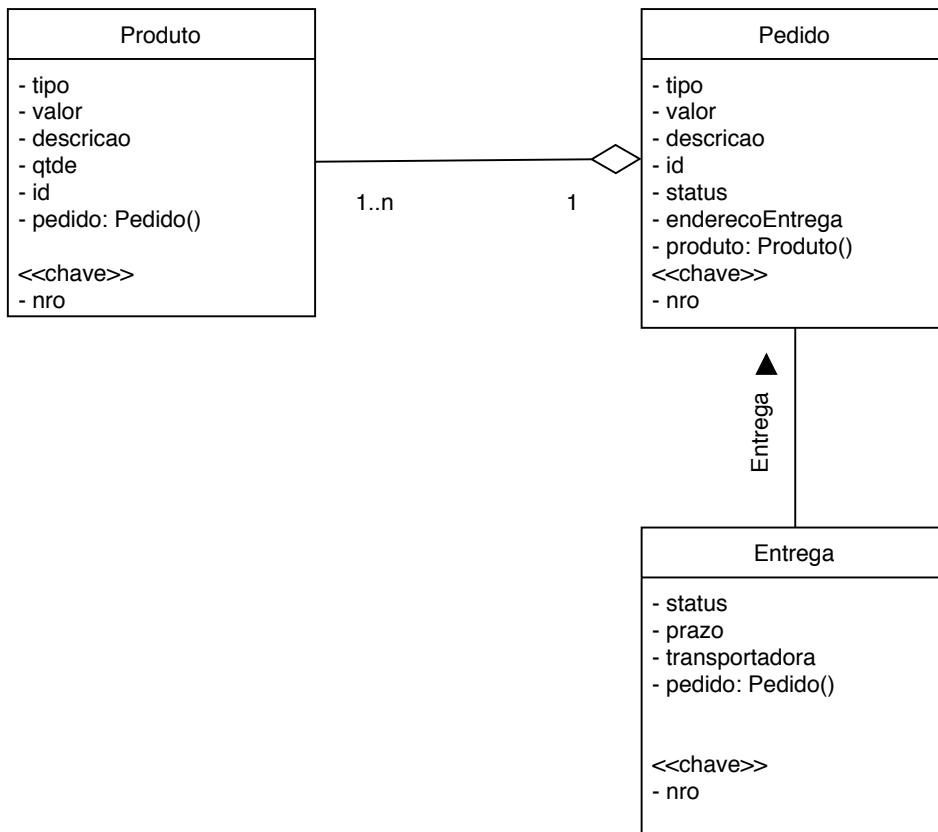 Produto
- tipo
- valor
- descricao
- qtde
- id
- pedido: Pedido()
<<chave>>
- nro
1..n
1
Pedido
- tipo
- valor
- descricao
- id
- status
- enderecoEntrega
- produto: Produto()
<<chave>>
- nro
Entrega
Entrega
- status
- prazo
- transportadora
- pedido: Pedido()
<<chave>>
- nro